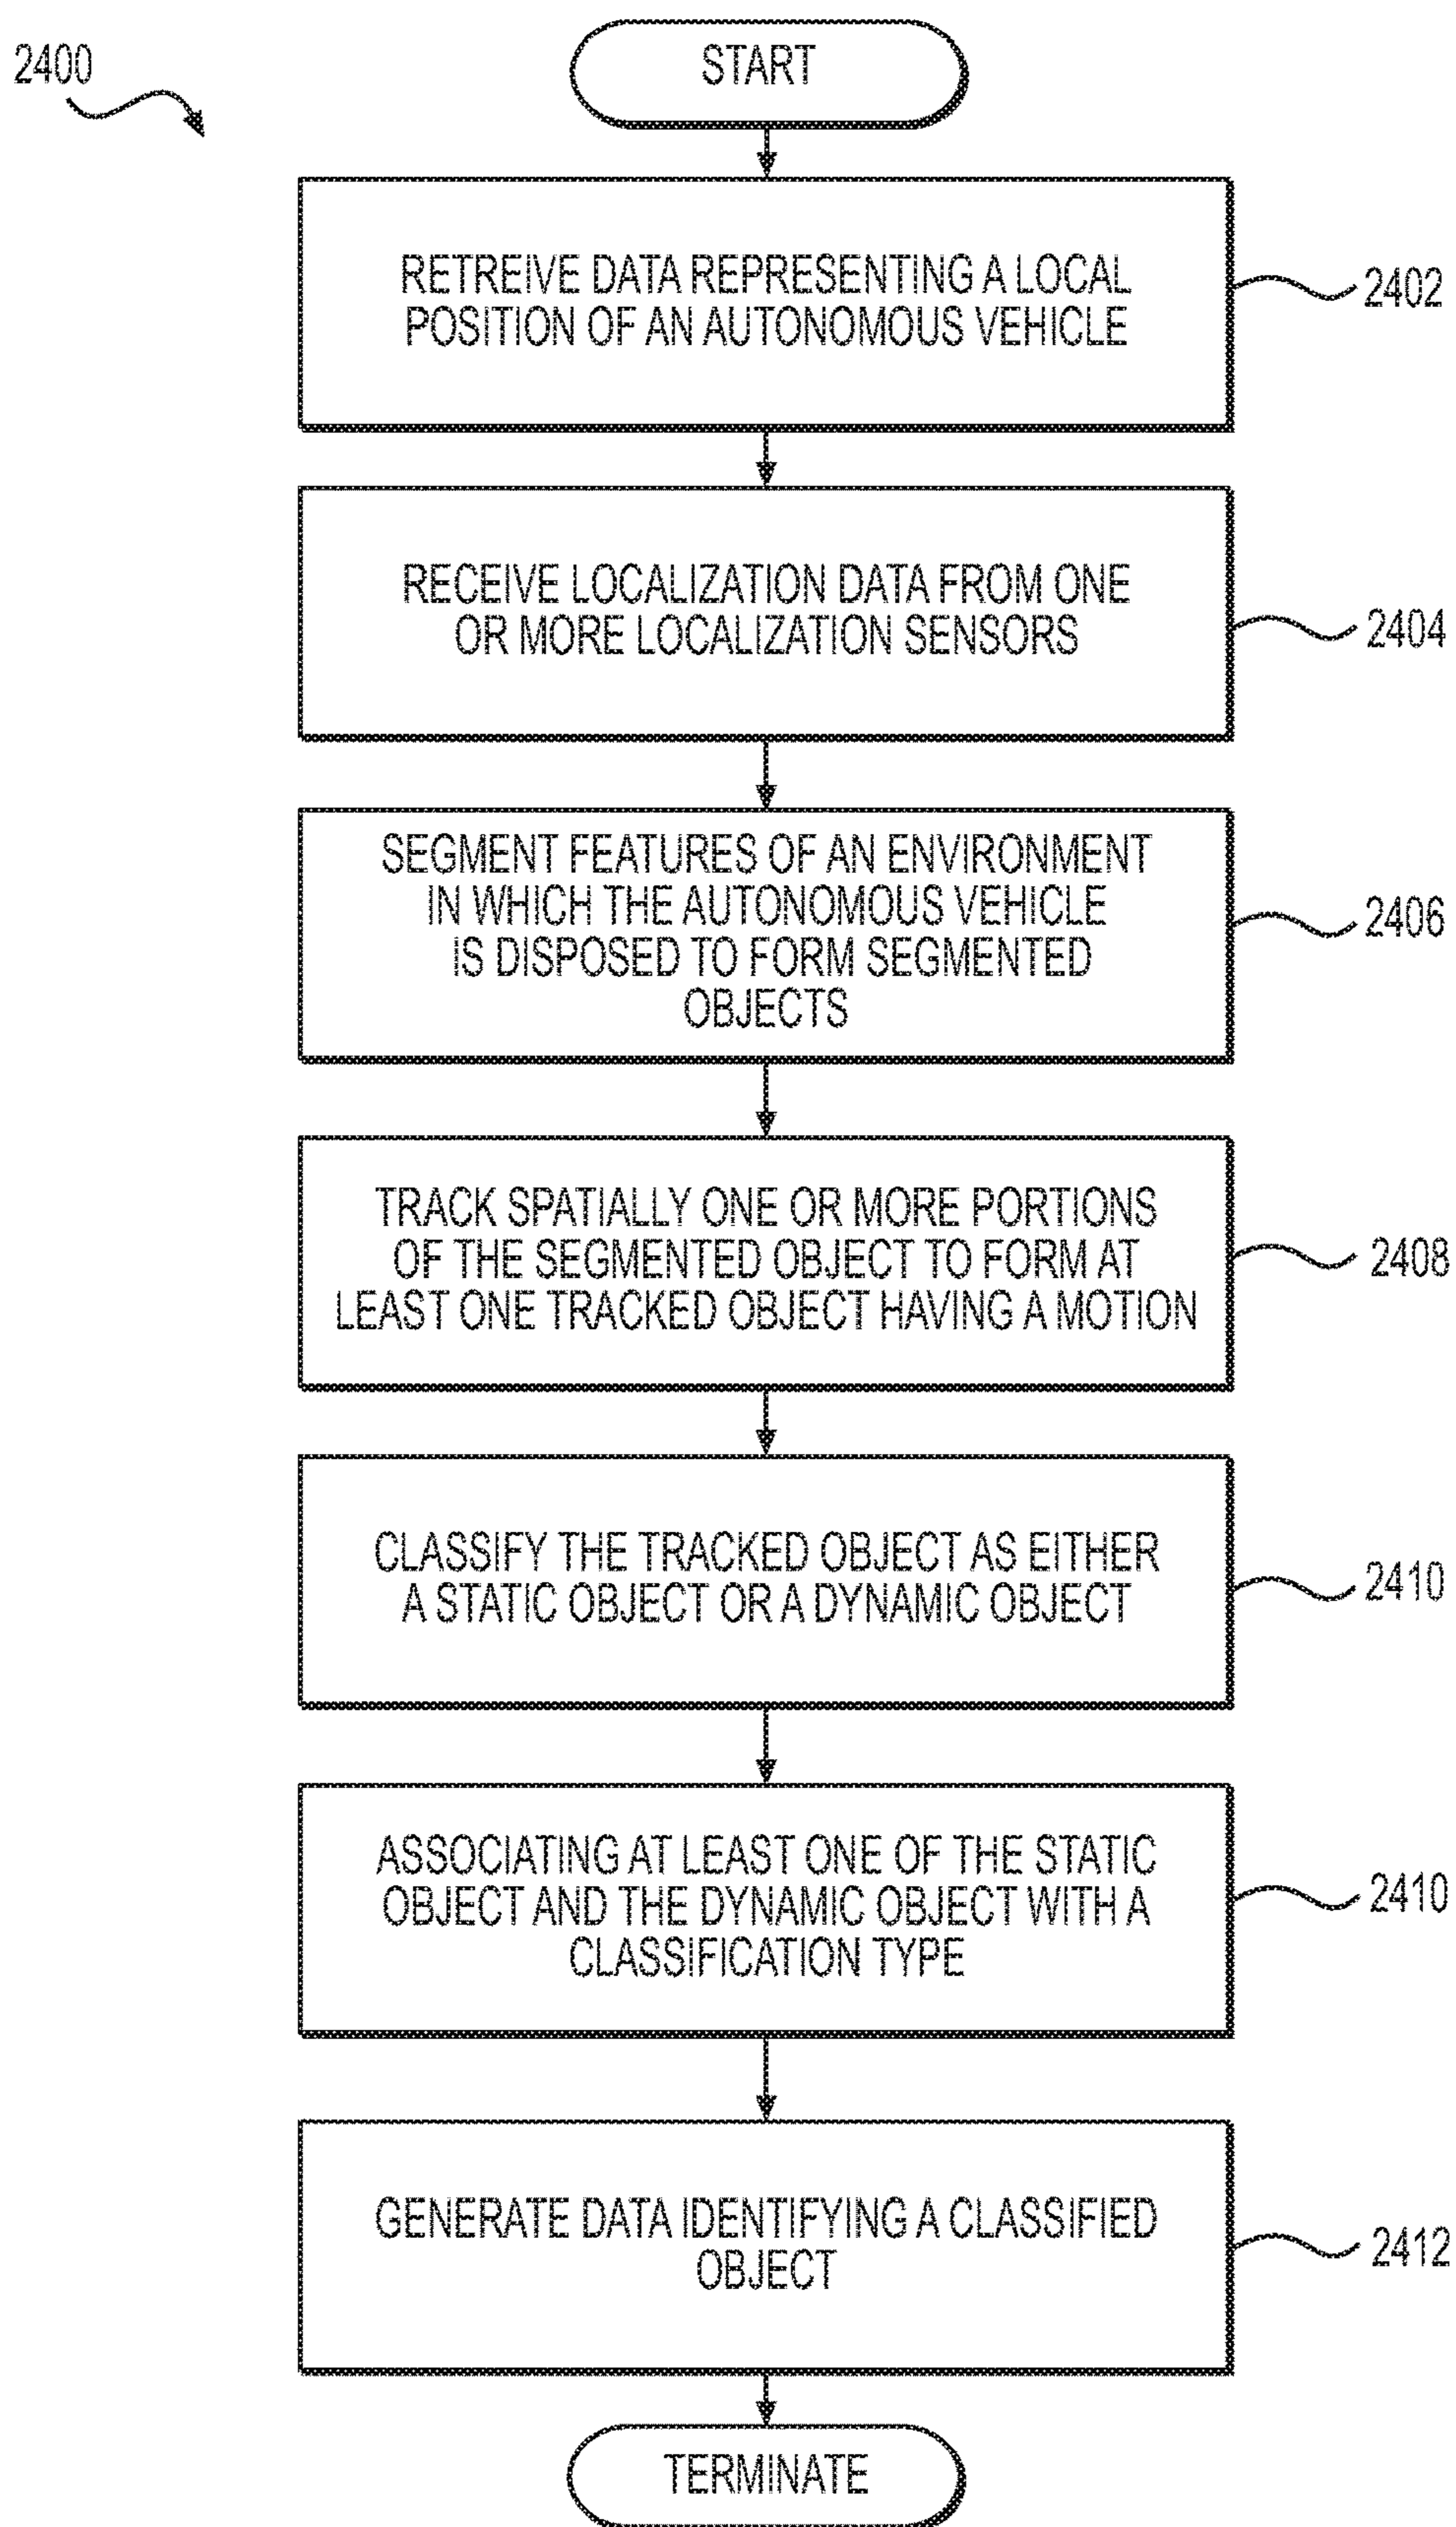 2400
START
RETREIVE DATA REPRESENTING A LOCAL
POSITION OF AN AUTONOMOUS VEHICLE
2402
RECEIVE LOCALIZATION DATA FROM ONE
OR MORE LOCALIZATION SENSORS
2404
SEGMENT FEATURES OF AN ENVIRONMENT
IN WHICH THE AUTONOMOUS VEHICLE
IS DISPOSED TO FORM SEGMENTED
OBJECTS
2406
TRACK SPATIALLY ONE OR MORE PORTIONS
OF THE SEGMENTED OBJECT TO FORM AT
LEAST ONE TRACKED OBJECT HAVING A MOTION
2408
CLASSIFY THE TRACKED OBJECT AS EITHER
A STATIC OBJECT OR A DYNAMIC OBJECT
2410
ASSOCIATING AT LEAST ONE OF THE STATIC
OBJECT AND THE DYNAMIC OBJECT WITH A
CLASSIFICATION TYPE
2410
GENERATE DATA IDENTIFYING A CLASSIFIED
OBJECT
2412
TERMINATE